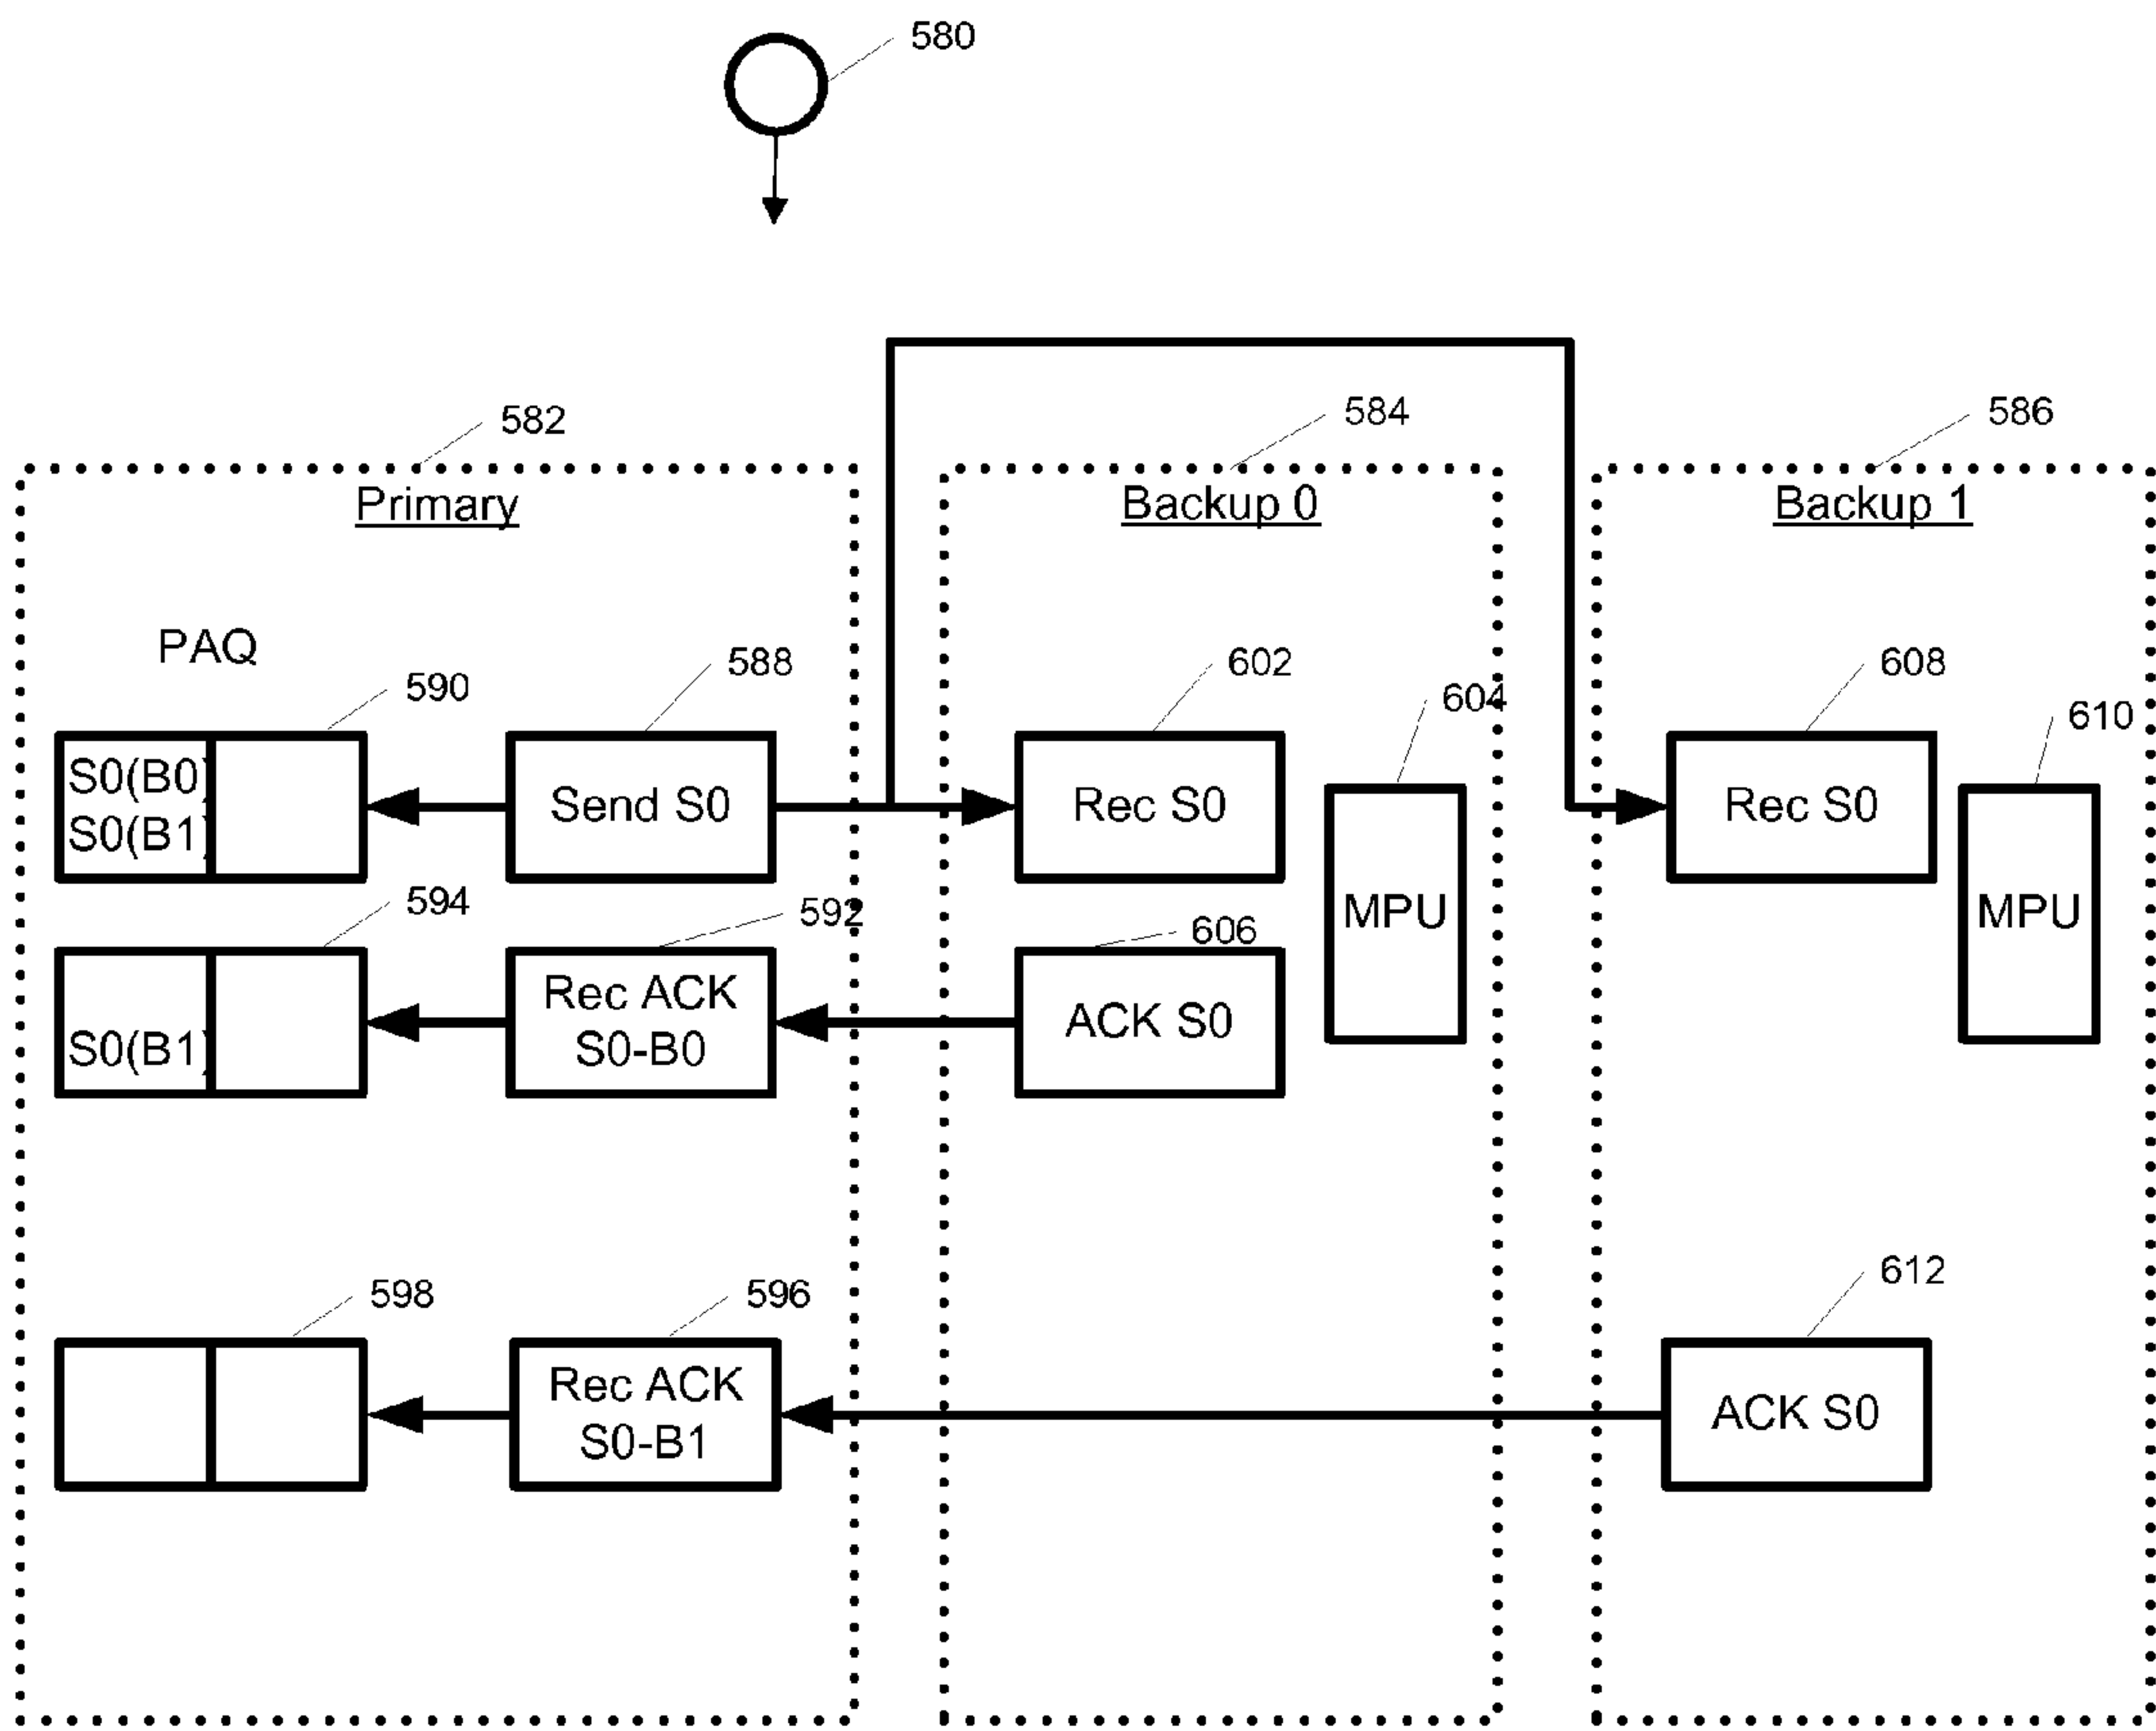 580
582
584
586
Primary
Backup 0
Backup 1
PAQ
590
588
602
604
608
610
S0(B0)
S0(B1)
Send S0
Rec S0
Rec S0
MPU
MPU
594
592
606
S0(B1)
Rec ACK
S0-B0
ACK S0
598
596
612
Rec ACK
S0-B1
ACK S0